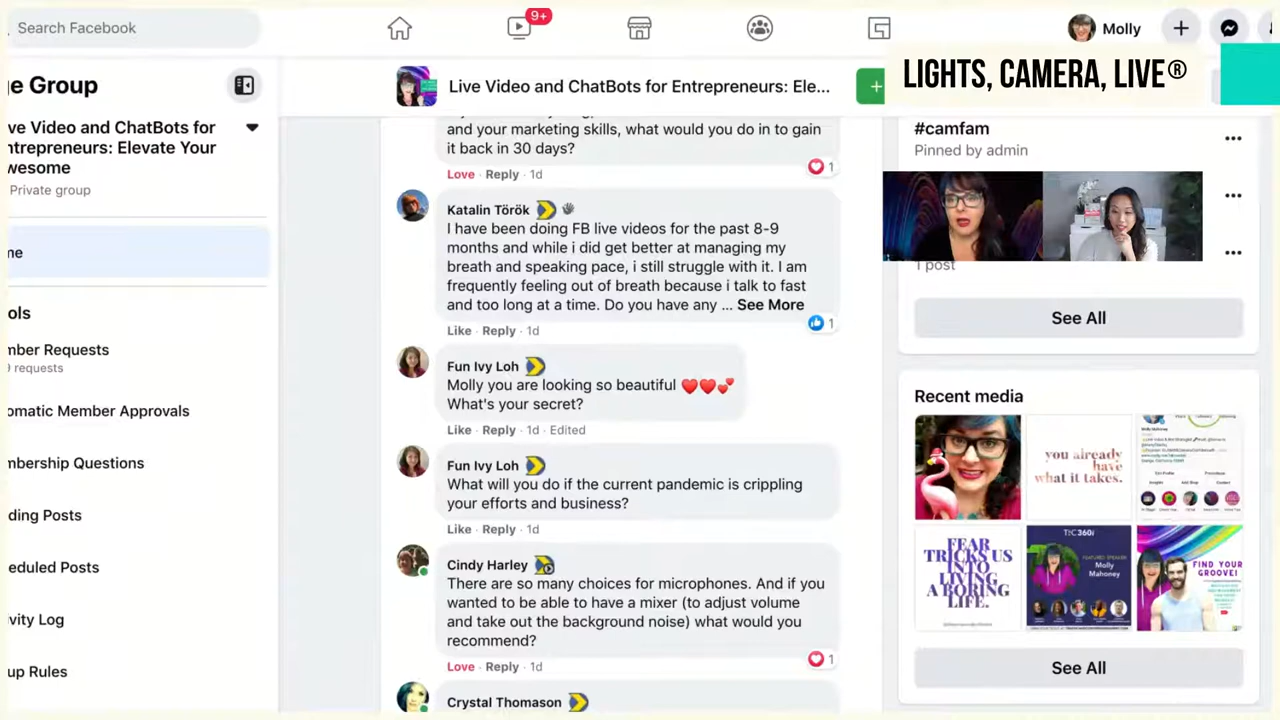 Search Facebook
9+
Molly
LIGHTS, CAMERA, LIVE®
ge Group
Live Video and ChatBots for Entrepreneurs: Ele...
ve Video and ChatBots for
ntrepreneurs: Elevate Your
wesome
Private group
me
ols
mber Requests
requests
omatic Member Approvals
mbership Questions
ding Posts
eduled Posts
ivity Log
up Rules
and your marketing skills, what would you do in to gain
it back in 30 days?
1
Love · Reply · 1d
Katalin Török
I have been doing FB live videos for the past 8-9
months and while i did get better at managing my
breath and speaking pace, i still struggle with it. I am
frequently feeling out of breath because i talk to fast
and too long at a time. Do you have any ... See More
1
Like · Reply · 1d
Fun Ivy Loh
Molly you are looking so beautiful ❤️❤️💕
What's your secret?
Like · Reply · 1d · Edited
Fun Ivy Loh
What will you do if the current pandemic is crippling
your efforts and business?
Like · Reply · 1d
Cindy Harley
There are so many choices for microphones. And if you
wanted to be able to have a mixer (to adjust volume
and take out the background noise) what would you
recommend?
1
Love · Reply · 1d
Crystal Thomason
#camfam
Pinned by admin
1 post
See All
Recent media
you already
have
what it takes.
Molly Mahoney
FEAR
TRICKS US
INTO
LIVING
A BORING
LIFE.
FEATURED SPEAKER
Molly
Mahoney
FIND YOUR
GROOVE!
See All